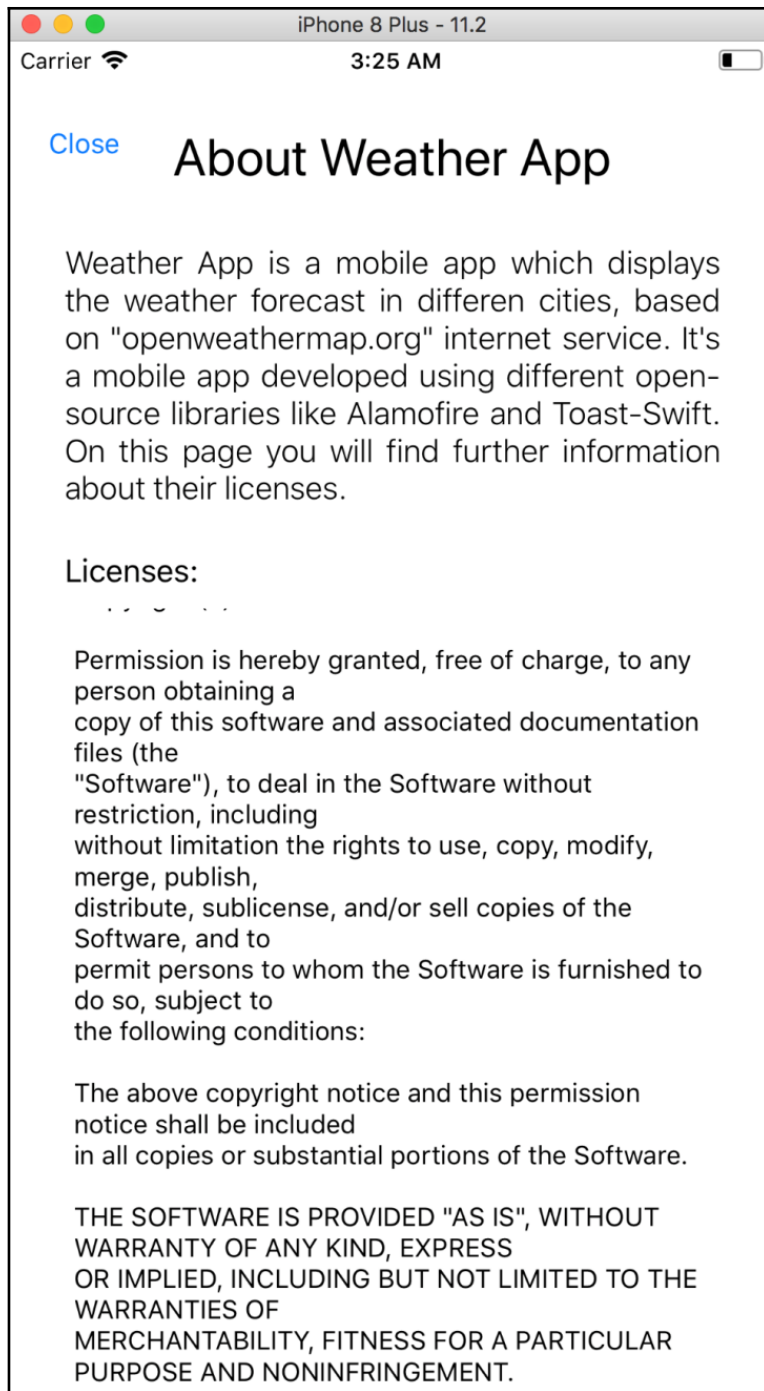 iPhone 8 Plus - 11.2
Carrier 3:25 AM
Close About Weather App
Weather App is a mobile app which displays
the weather forecast in differen cities, based
on "openweathermap.org" internet service. It's
a mobile app developed using different open-
source libraries like Alamofire and Toast-Swift.
On this page you will find further information
about their licenses.
Licenses:
Permission is hereby granted, free of charge, to any
person obtaining a
copy of this software and associated documentation
files (the
"Software"), to deal in the Software without
restriction, including
without limitation the rights to use, copy, modify,
merge, publish,
distribute, sublicense, and/or sell copies of the
Software, and to
permit persons to whom the Software is furnished to
do so, subject to
the following conditions:
The above copyright notice and this permission
notice shall be included
in all copies or substantial portions of the Software.
THE SOFTWARE IS PROVIDED "AS IS", WITHOUT
WARRANTY OF ANY KIND, EXPRESS
OR IMPLIED, INCLUDING BUT NOT LIMITED TO THE
WARRANTIES OF
MERCHANTABILITY, FITNESS FOR A PARTICULAR
PURPOSE AND NONINFRINGEMENT.